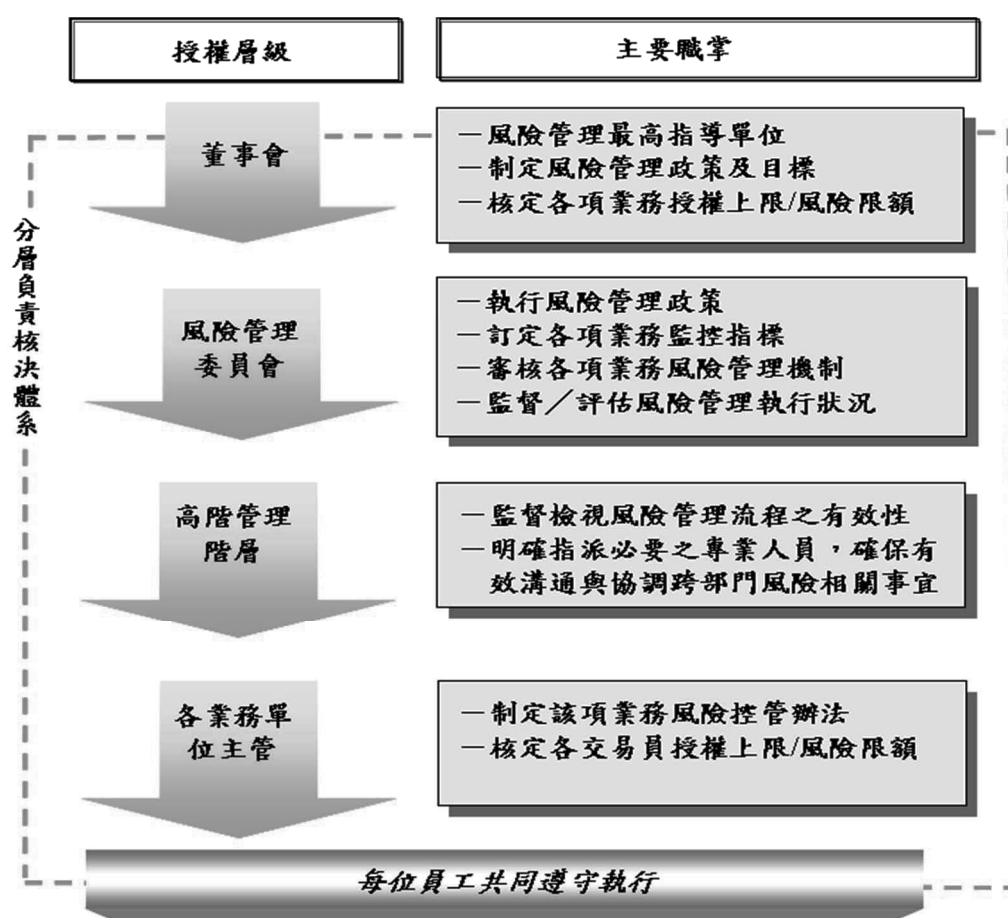 授權層級
主要職掌
董事會
－風險管理最高指導單位
－制定風險管理政策及目標
－核定各項業務授權上限/風險限額
分層負責核決體系
風險管理
委員會
－執行風險管理政策
－訂定各項業務監控指標
－審核各項業務風險管理機制
－監督／評估風險管理執行狀況
高階管理
階層
－監督檢視風險管理流程之有效性
－明確指派必要之專業人員，確保有
效溝通與協調跨部門風險相關事宜
各業務單
位主管
－制定該項業務風險控管辦法
－核定各交易員授權上限/風險限額
每位員工共同遵守執行